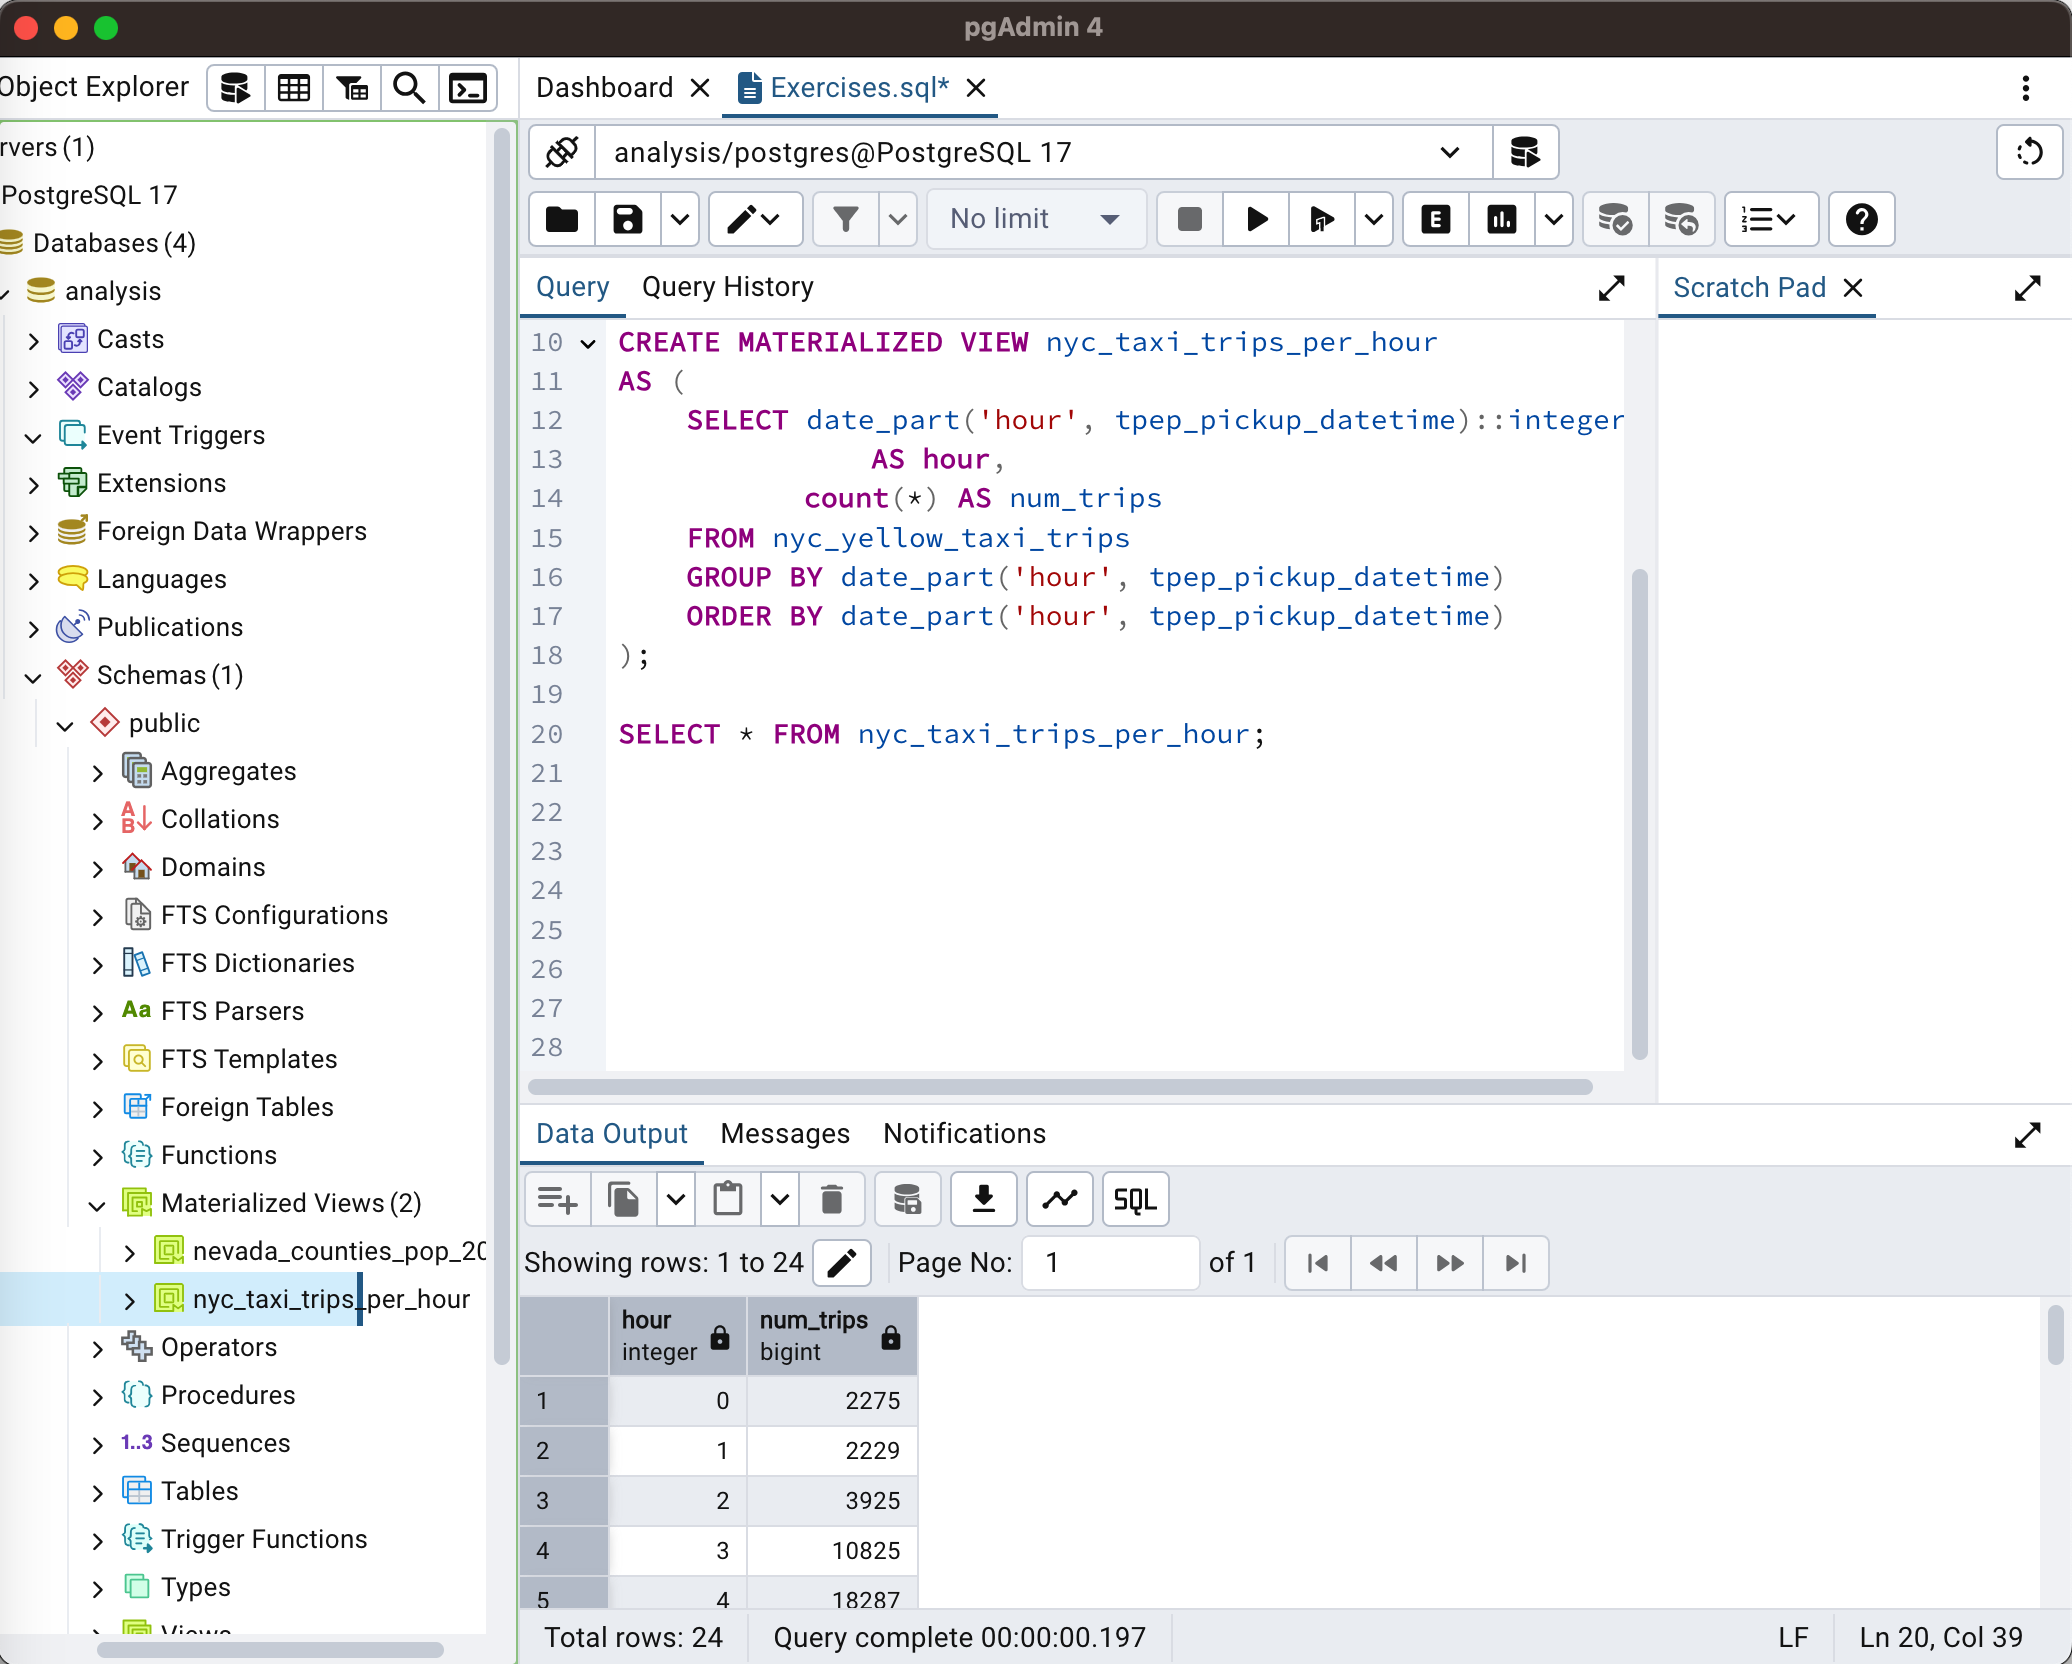 pgAdmin 4
Object Explorer
rvers (1)
PostgreSQL 17
Databases (4)
analysis
Casts
Catalogs
Event Triggers
Extensions
Foreign Data Wrappers
Languages
Publications
Schemas (1)
public
Aggregates
Collations
Domains
FTS Configurations
FTS Dictionaries
Aa FTS Parsers
FTS Templates
Foreign Tables
Functions
Materialized Views (2)
nevada_counties_pop_20
nyc_taxi_trips_per_hour
Operators
Procedures
1..3 Sequences
Tables
Trigger Functions
Types
Views
Dashboard
Exercises.sql*
analysis/postgres@PostgreSQL 17
No limit
E
Query Query History
Scratch Pad
10 CREATE MATERIALIZED VIEW nyc_taxi_trips_per_hour
11 AS (
12 SELECT date_part('hour', tpep_pickup_datetime)::integer
13 AS hour,
14 count(*) AS num_trips
15 FROM nyc_yellow_taxi_trips
16 GROUP BY date_part('hour', tpep_pickup_datetime)
17 ORDER BY date_part('hour', tpep_pickup_datetime)
18 );
19
20 SELECT * FROM nyc_taxi_trips_per_hour;
21
22
23
24
25
26
27
28
Data Output Messages Notifications
SQL
Showing rows: 1 to 24 Page No: 1 of 1
hour integer num_trips bigint
1 0 2275
2 1 2229
3 2 3925
4 3 10825
5 4 18287
Total rows: 24 Query complete 00:00:00.197 LF Ln 20, Col 39